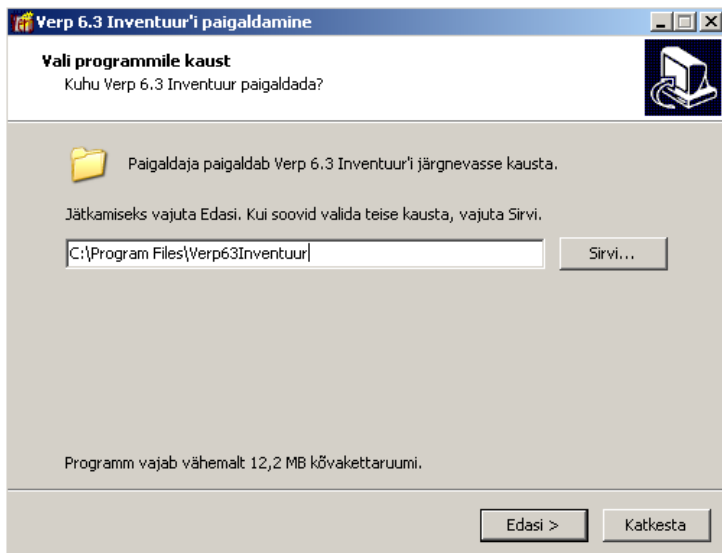 Verp 6.3 Inventuur'i paigaldamine
Vali programmile kaust
Kuhu Verp 6.3 Inventuur paigaldada?
Paigaldaja paigaldab Verp 6.3 Inventuur'i järgnevasse kausta.
Jätkamiseks vajuta Edasi. Kui soovid valida teise kausta, vajuta Sirvi.
C:\Program Files\Verp63Inventuur
Sirvi...
Programm vajab vähemalt 12,2 MB kõvakettaruumi.
Edasi >
Katkesta